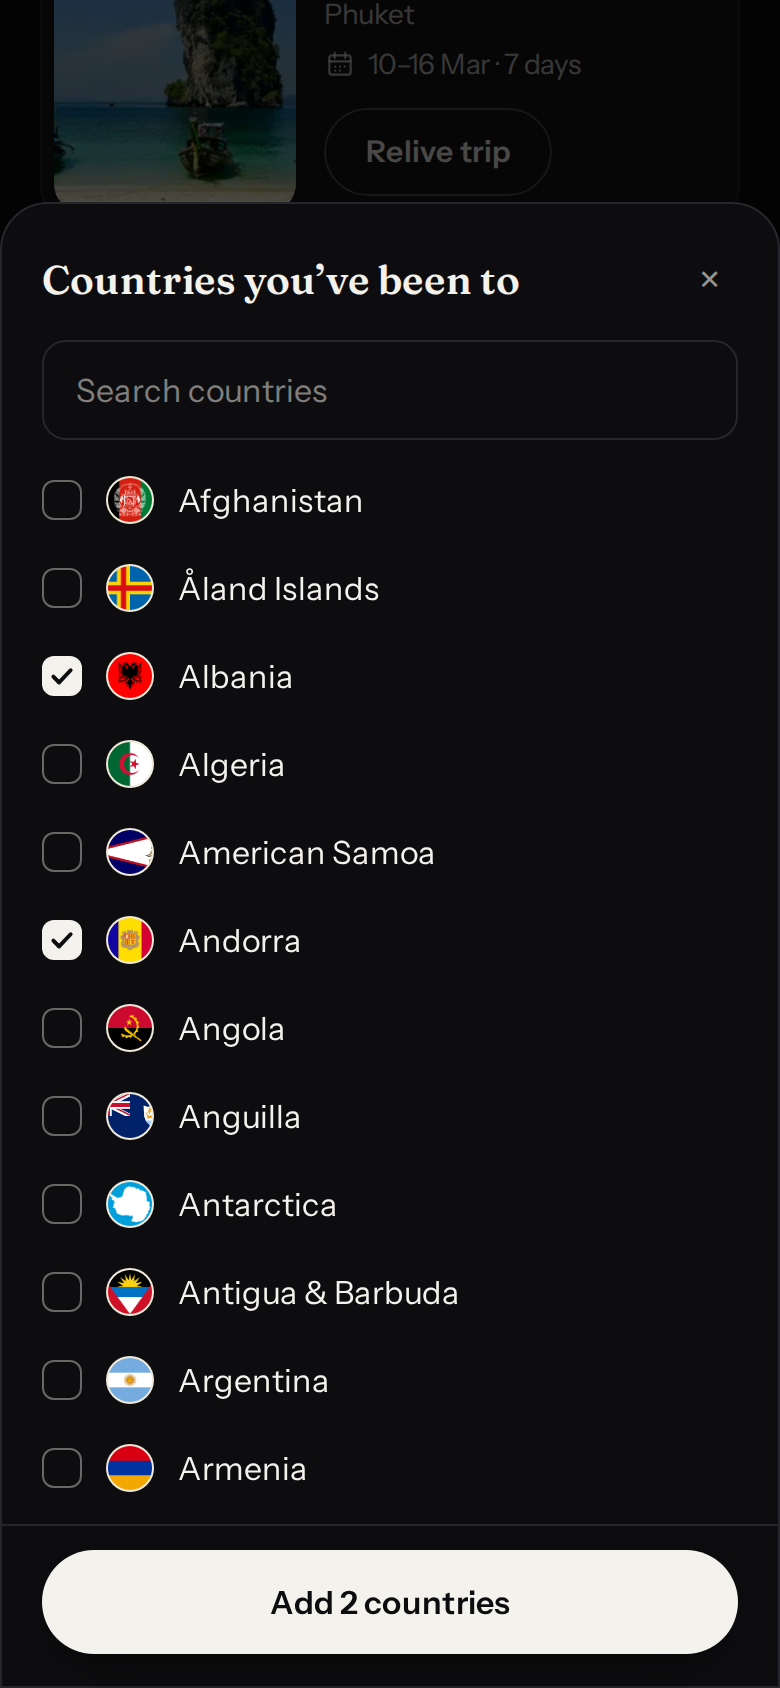 Phuket
10–16 Mar · 7 days
Relive trip
Countries you’ve been to
Search countries
Afghanistan
Åland Islands
Albania
Algeria
American Samoa
Andorra
Angola
Anguilla
Antarctica
Antigua & Barbuda
Argentina
Armenia
Add 2 countries